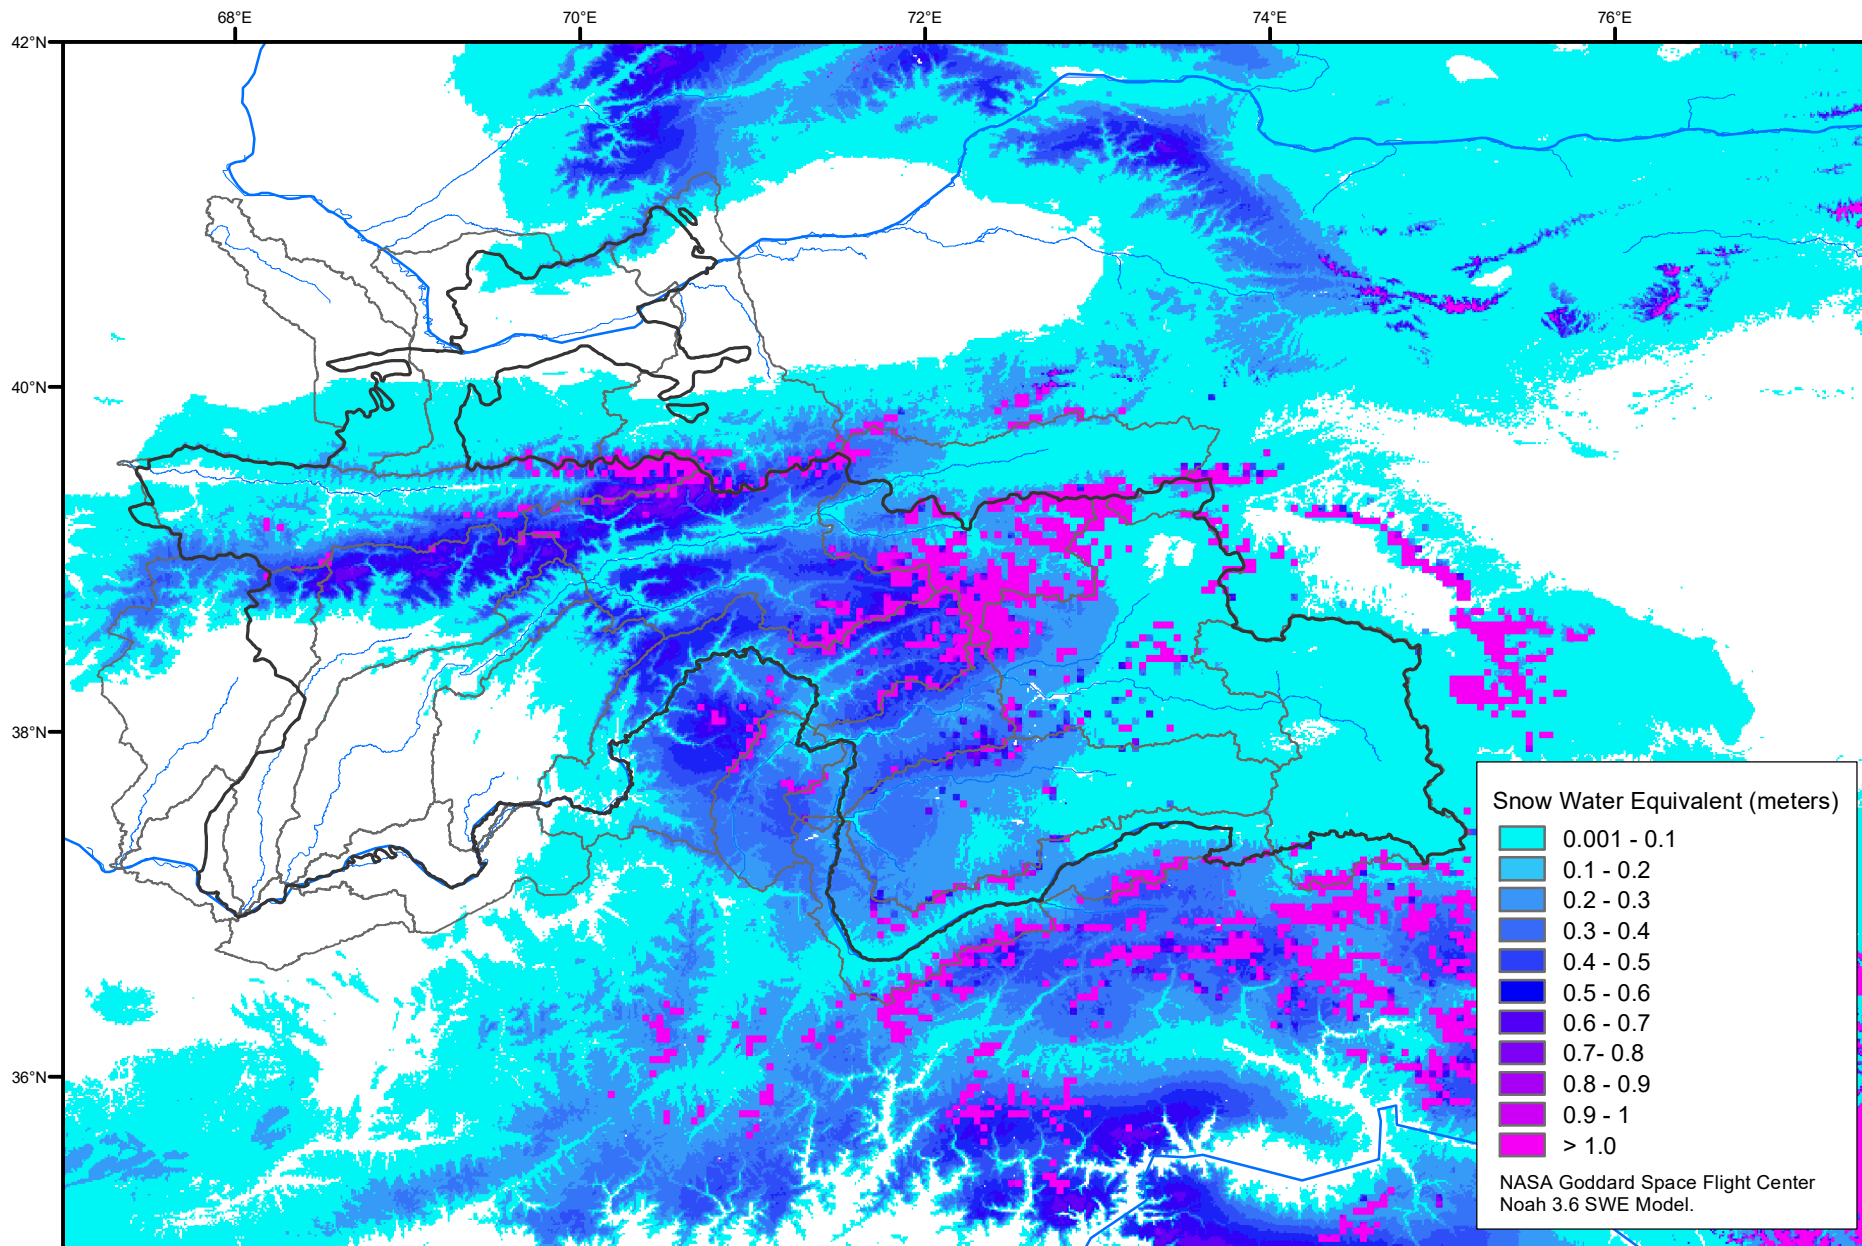 68°E 70°E 72°E 74°E 76°E
42°N
40°N
38°N
36°N
Snow Water Equivalent (meters)
0.001 - 0.1
0.1 - 0.2
0.2 - 0.3
0.3 - 0.4
0.4 - 0.5
0.5 - 0.6
0.6 - 0.7
0.7- 0.8
0.8 - 0.9
0.9 - 1
> 1.0
NASA Goddard Space Flight Center
Noah 3.6 SWE Model.